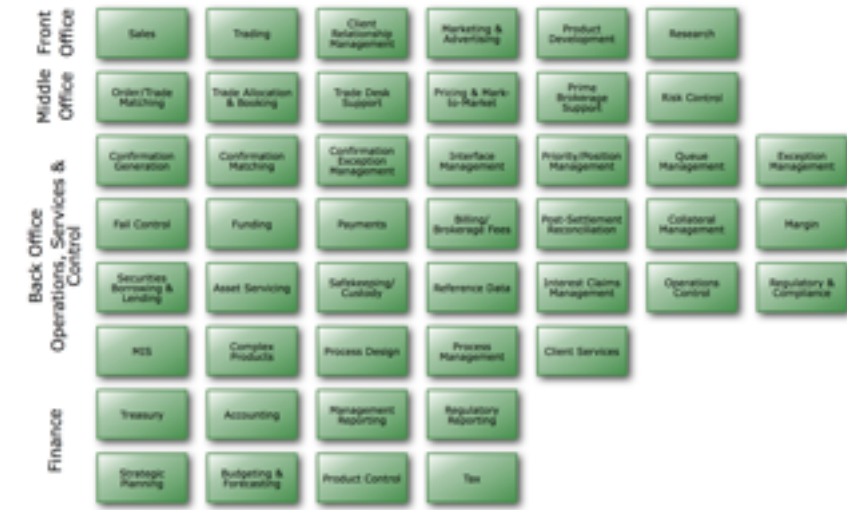 Front
Office
Sales
Trading
Client
Relationship
Management
Marketing &
Advertising
Product
Development
Research
Middle
Office
Order/Trade
Matching
Trade Allocation
& Booking
Trade Desk
Support
Pricing & Mark-
to-Market
Prime
Brokerage
Support
Risk Control
Back Office
Operations, Services &
Control
Confirmation
Generation
Confirmation
Matching
Confirmation
Exception
Management
Interface
Management
Priority/Position
Management
Queue
Management
Exception
Management
Fail Control
Funding
Payments
Billing/
Brokerage Fees
Post-Settlement
Reconciliation
Collateral
Management
Margin
Securities
Borrowing &
Lending
Asset Servicing
Safekeeping/
Custody
Reference Data
Interest Claims
Management
Operations
Control
Regulatory &
Compliance
MIS
Complex
Products
Process Design
Process
Management
Client Services
Finance
Treasury
Accounting
Management
Reporting
Regulatory
Reporting
Strategic
Planning
Budgeting &
Forecasting
Product Control
Tax